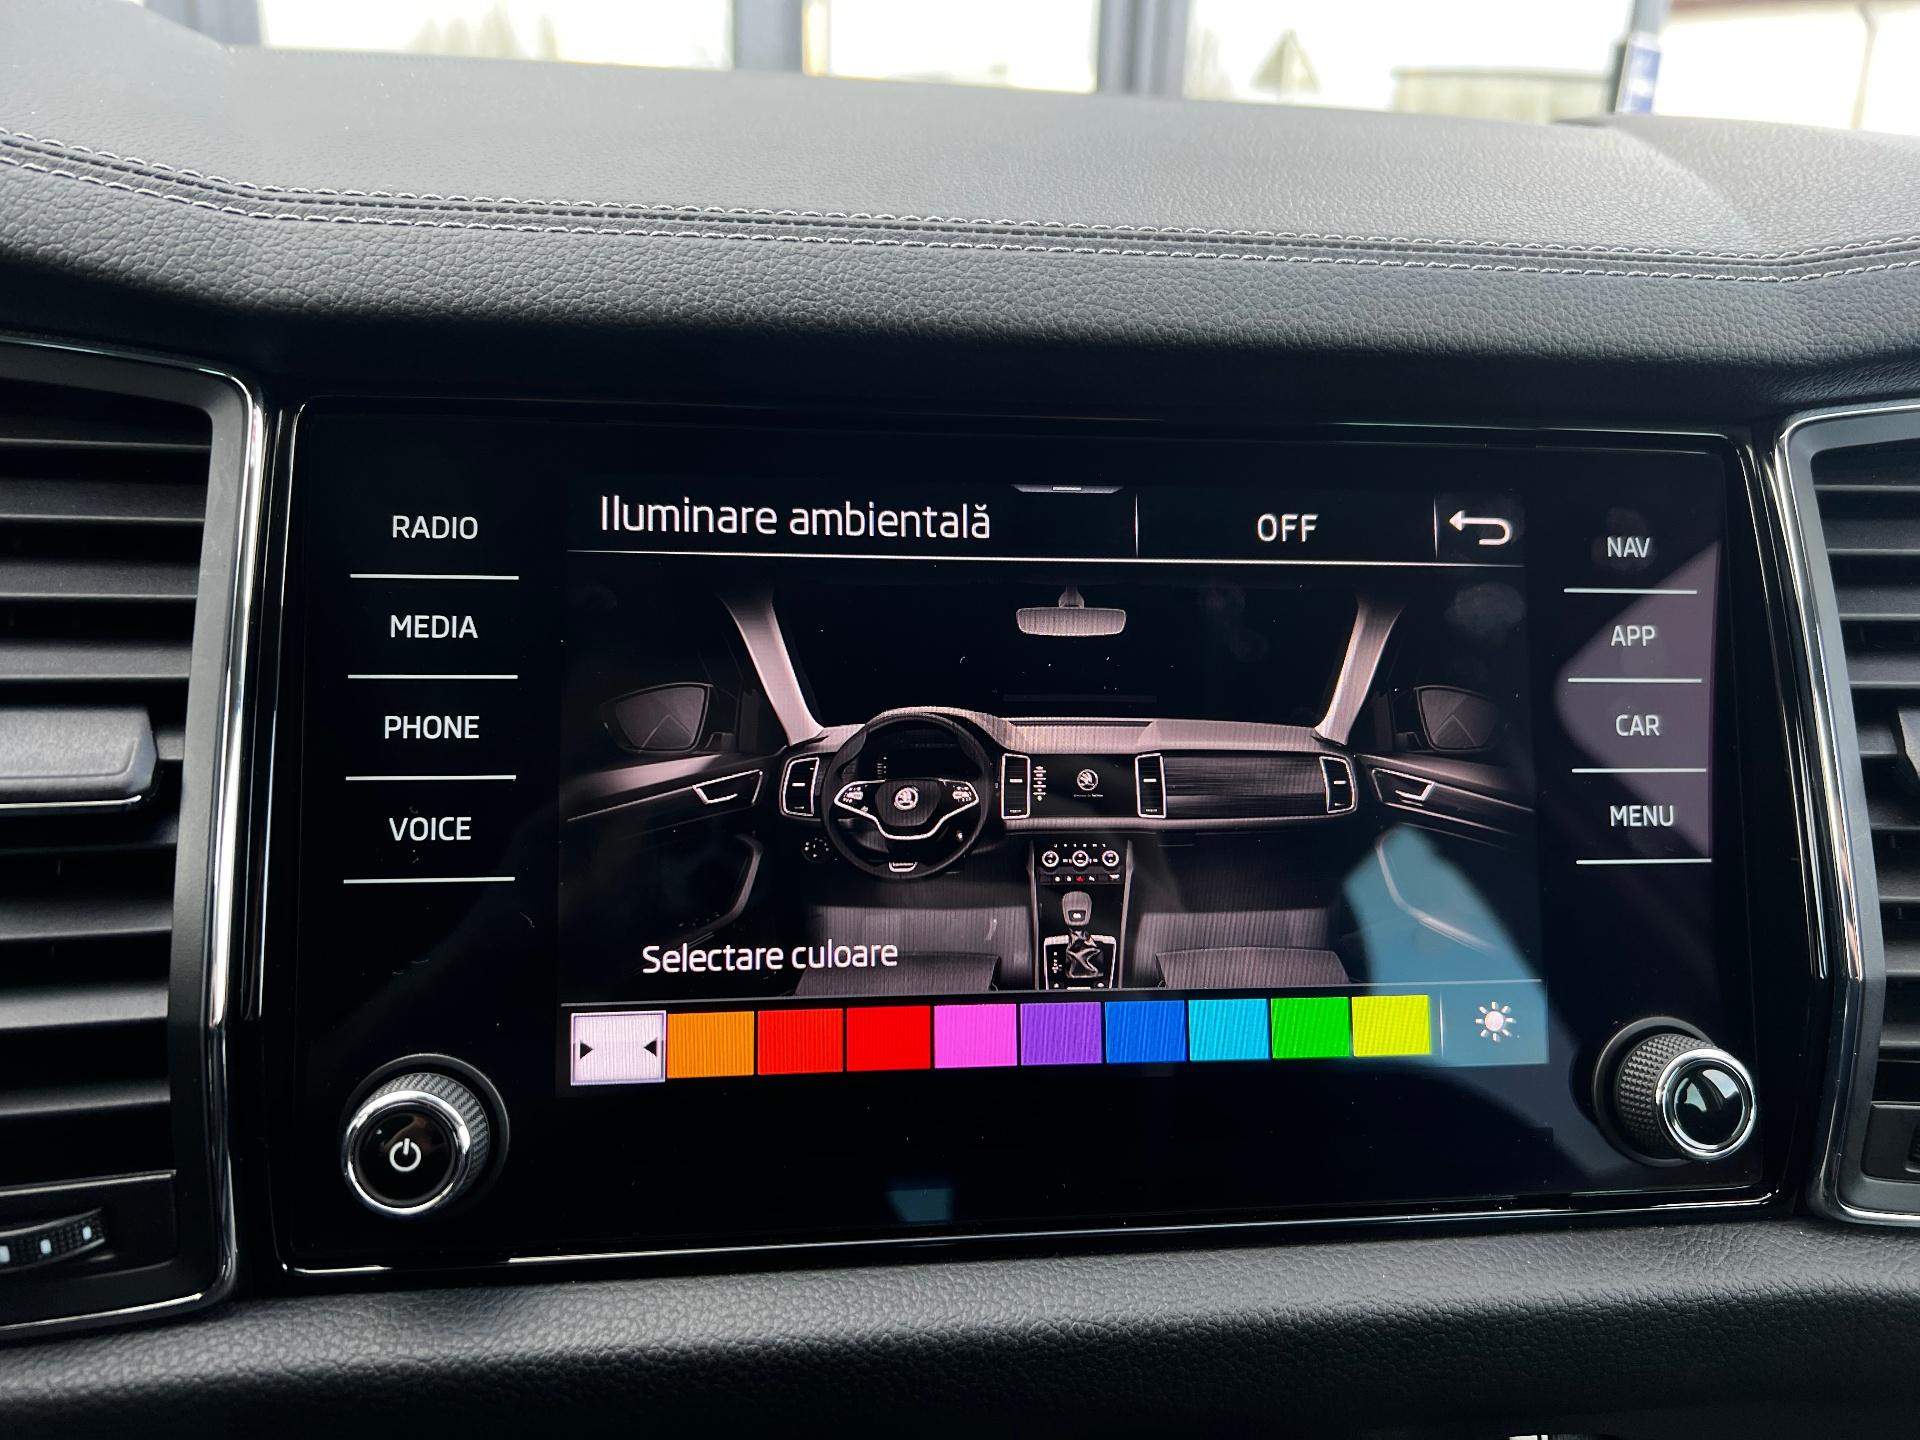 Iluminare ambientală
OFF
RADIO
MEDIA
PHONE
VOICE
NAV
APP
CAR
MENU
Selectare culoare